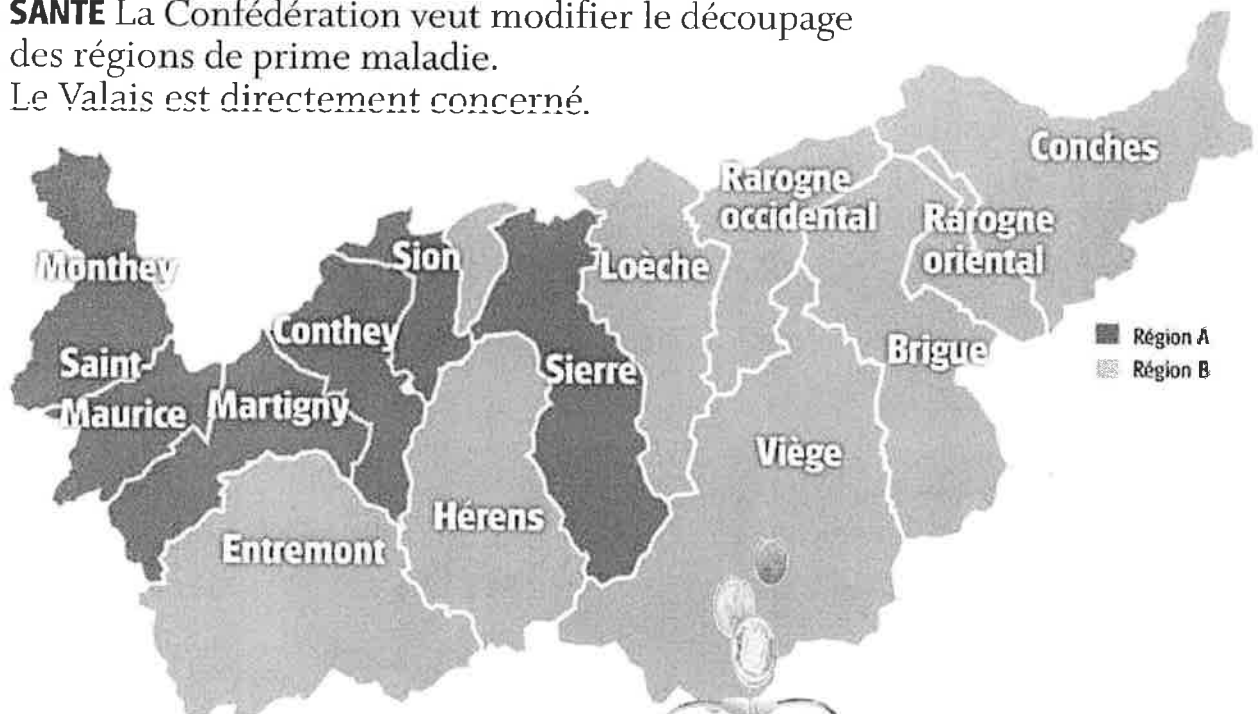 SANTÉ La Confédération veut modifier le découpage
des régions de prime maladie.
Le Valais est directement concerné.
Conches
Rarogne
occidental
Rarogne
oriental
Monthey
Sion
Loèche
Conthey
Région A
Brigue
Saint-
Maurice
Sierre
Région B
Martigny
Viège
Hérens
Entremont